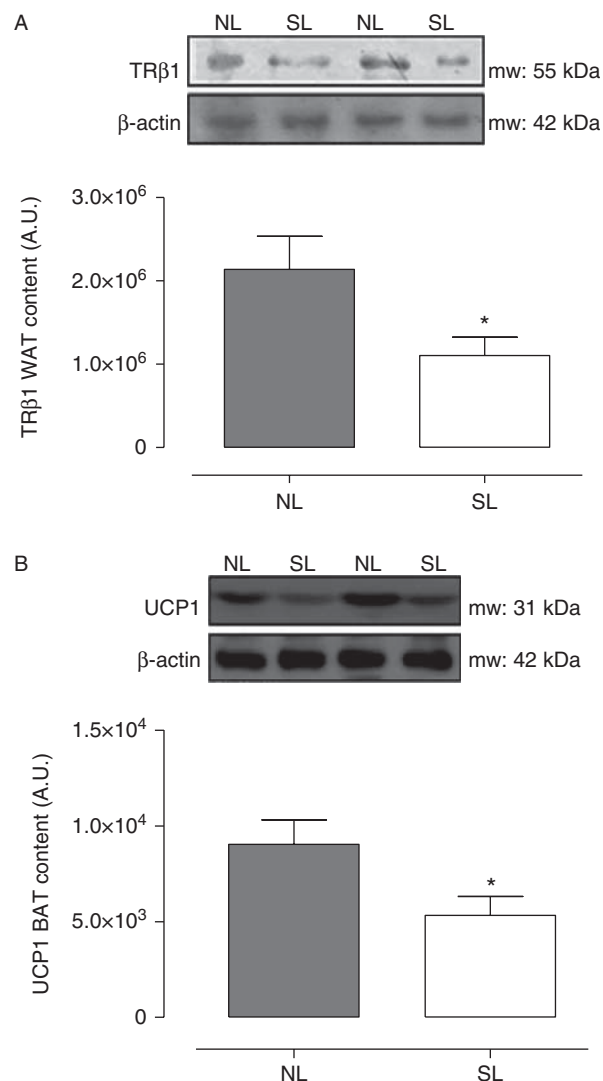 A
NL SL NL SL
TRβ1 mw: 55 kDa
β-actin mw: 42 kDa
TRβ1 WAT content (A.U.)
3.0×10⁶
2.0×10⁶
*
1.0×10⁶
0
NL SL
B
NL SL NL SL
UCP1 mw: 31 kDa
β-actin mw: 42 kDa
UCP1 BAT content (A.U.)
1.5×10⁴
1.0×10⁴
*
5.0×10³
0
NL SL